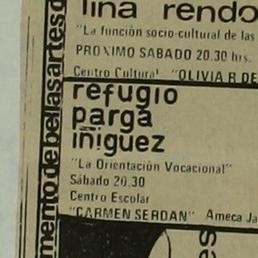 lina rendo
"La función socio-cultural de las
PROXIMO SABADO 20.30 hrs.
Centro Cultural "OLIVIA R DE
refugio
parga
iñiguez
"La Orientación Vocacional"
Sábado 20.30
Centro Escolar
"CARMEN SERDAN" Ameca Ja
mento de bellas artes d
es